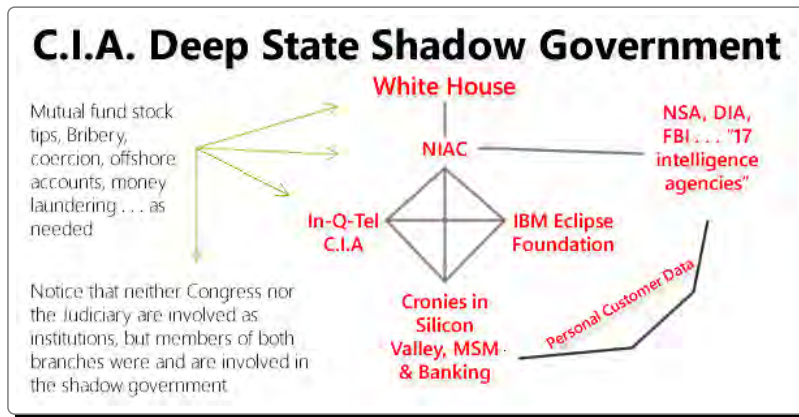 C.I.A. Deep State Shadow Government
Mutual fund stock
tips, Bribery,
coercion, offshore
accounts, money
laundering . . . as
needed
White House
NIAC
NSA, DIA,
FBI . . . "17
intelligence
agencies"
In-Q-Tel
C.I.A
IBM Eclipse
Foundation
Cronies in
Silicon
Valley, MSM
& Banking
Personal Customer Data
Notice that neither Congress nor
the Judiciary are involved as
institutions, but members of both
branches were and are involved in
the shadow government